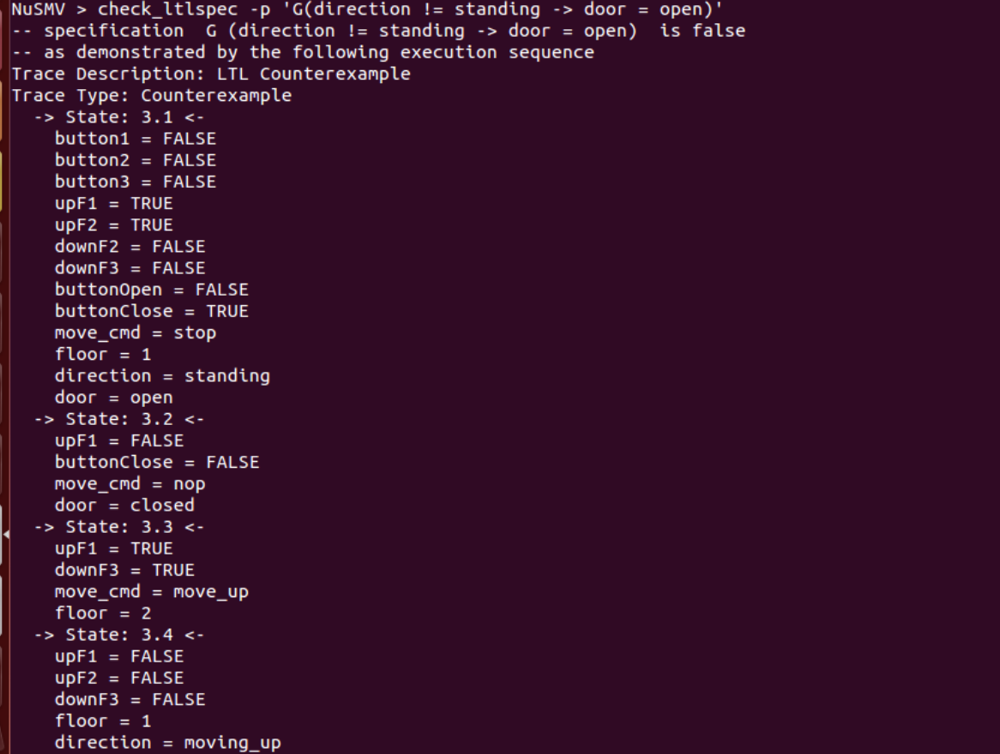 NuSMV > check_ltlspec -p 'G(direction != standing -> door = open)'
-- specification  G (direction != standing -> door = open)  is false
-- as demonstrated by the following execution sequence
Trace Description: LTL Counterexample
Trace Type: Counterexample
  -> State: 3.1 <-
    button1 = FALSE
    button2 = FALSE
    button3 = FALSE
    upF1 = TRUE
    upF2 = TRUE
    downF2 = FALSE
    downF3 = FALSE
    buttonOpen = FALSE
    buttonClose = TRUE
    move_cmd = stop
    floor = 1
    direction = standing
    door = open
  -> State: 3.2 <-
    upF1 = FALSE
    buttonClose = FALSE
    move_cmd = nop
    door = closed
  -> State: 3.3 <-
    upF1 = TRUE
    downF3 = TRUE
    move_cmd = move_up
    floor = 2
  -> State: 3.4 <-
    upF1 = FALSE
    upF2 = FALSE
    downF3 = FALSE
    floor = 1
    direction = moving_up